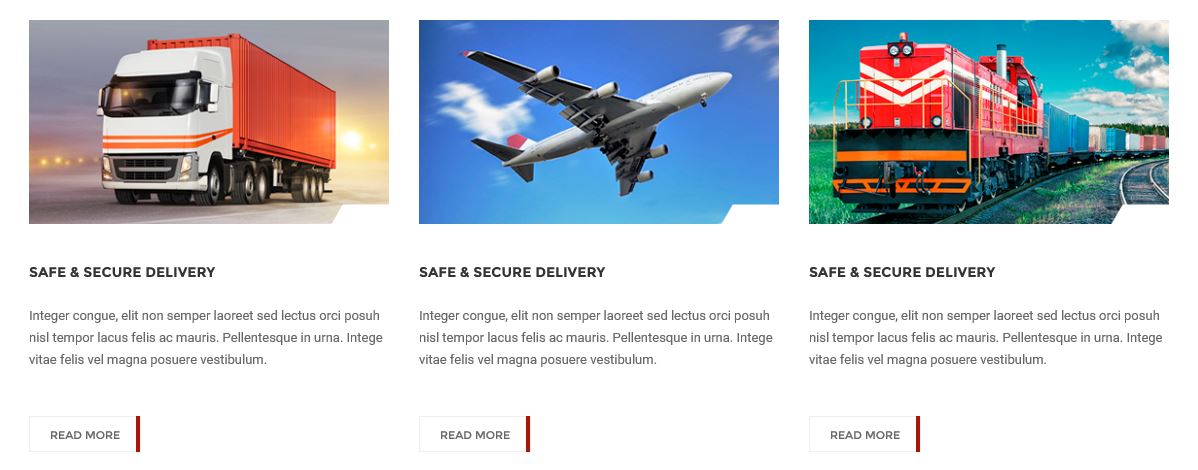 SAFE & SECURE DELIVERY
Integer congue, elit non semper laoreet sed lectus orci posuh
nisl tempor lacus felis ac mauris. Pellentesque in urna. Intege
vitae felis vel magna posuere vestibulum.
READ MORE
SAFE & SECURE DELIVERY
Integer congue, elit non semper laoreet sed lectus orci posuh
nisl tempor lacus felis ac mauris. Pellentesque in urna. Intege
vitae felis vel magna posuere vestibulum.
READ MORE
SAFE & SECURE DELIVERY
Integer congue, elit non semper laoreet sed lectus orci posuh
nisl tempor lacus felis ac mauris. Pellentesque in urna. Intege
vitae felis vel magna posuere vestibulum.
READ MORE